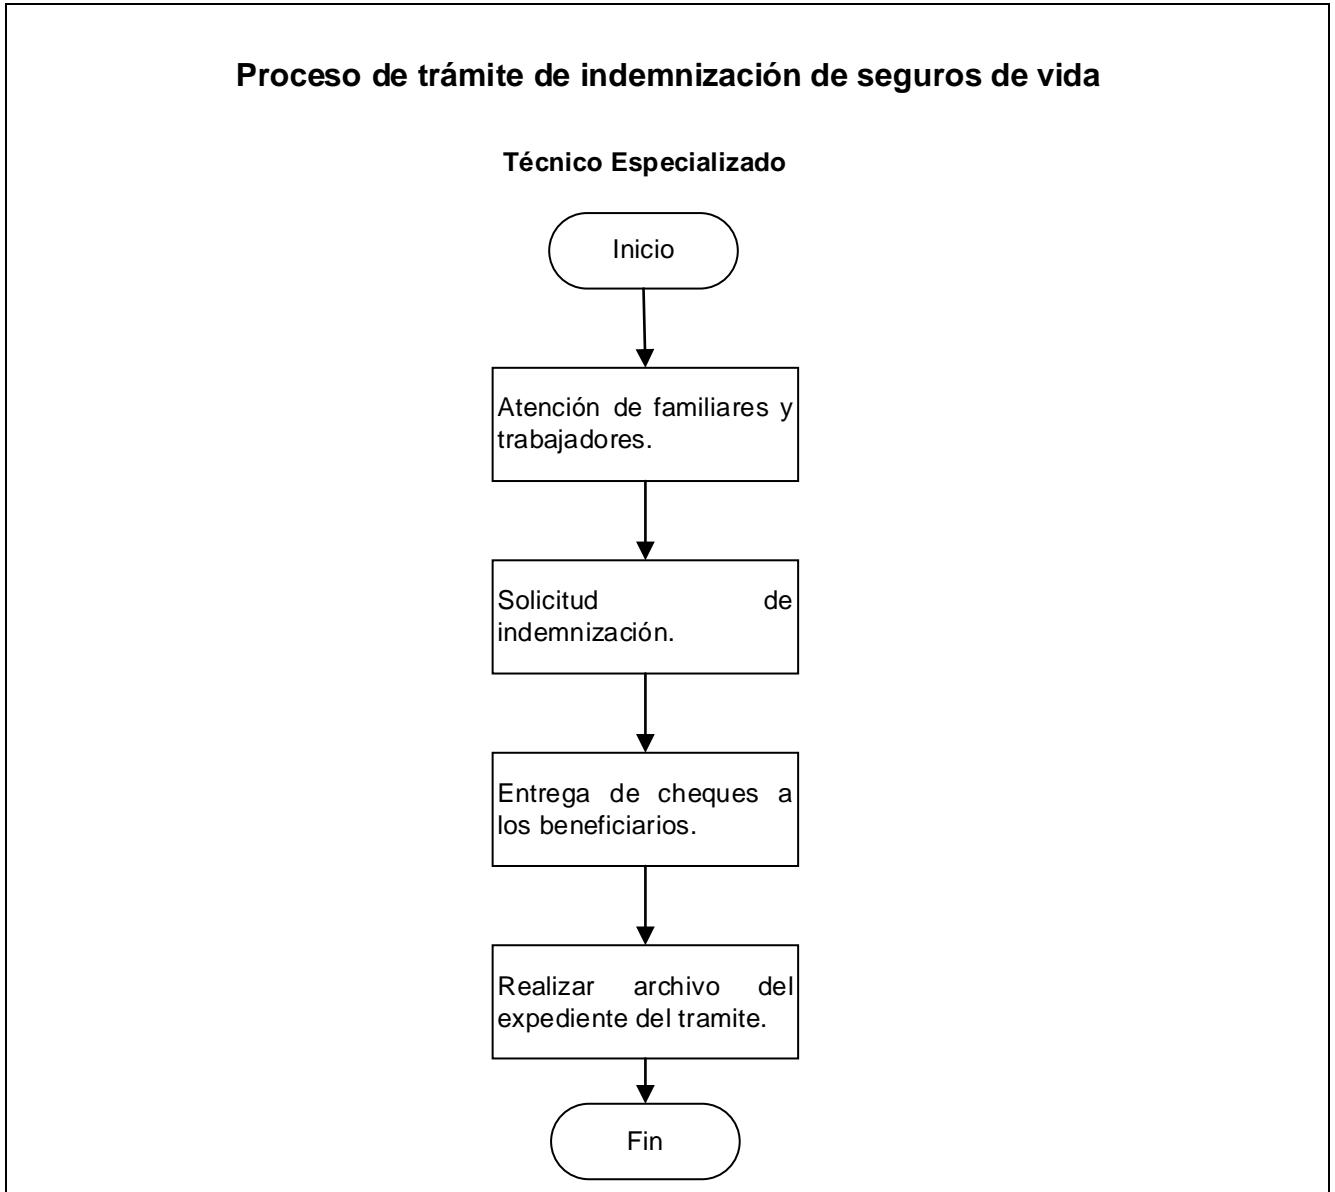 Proceso de trámite de indemnización de seguros de vida
Técnico Especializado
Inicio
Atención de familiares y
trabajadores.
Solicitud de
indemnización.
Entrega de cheques a
los beneficiarios.
Realizar archivo del
expediente del tramite.
Fin